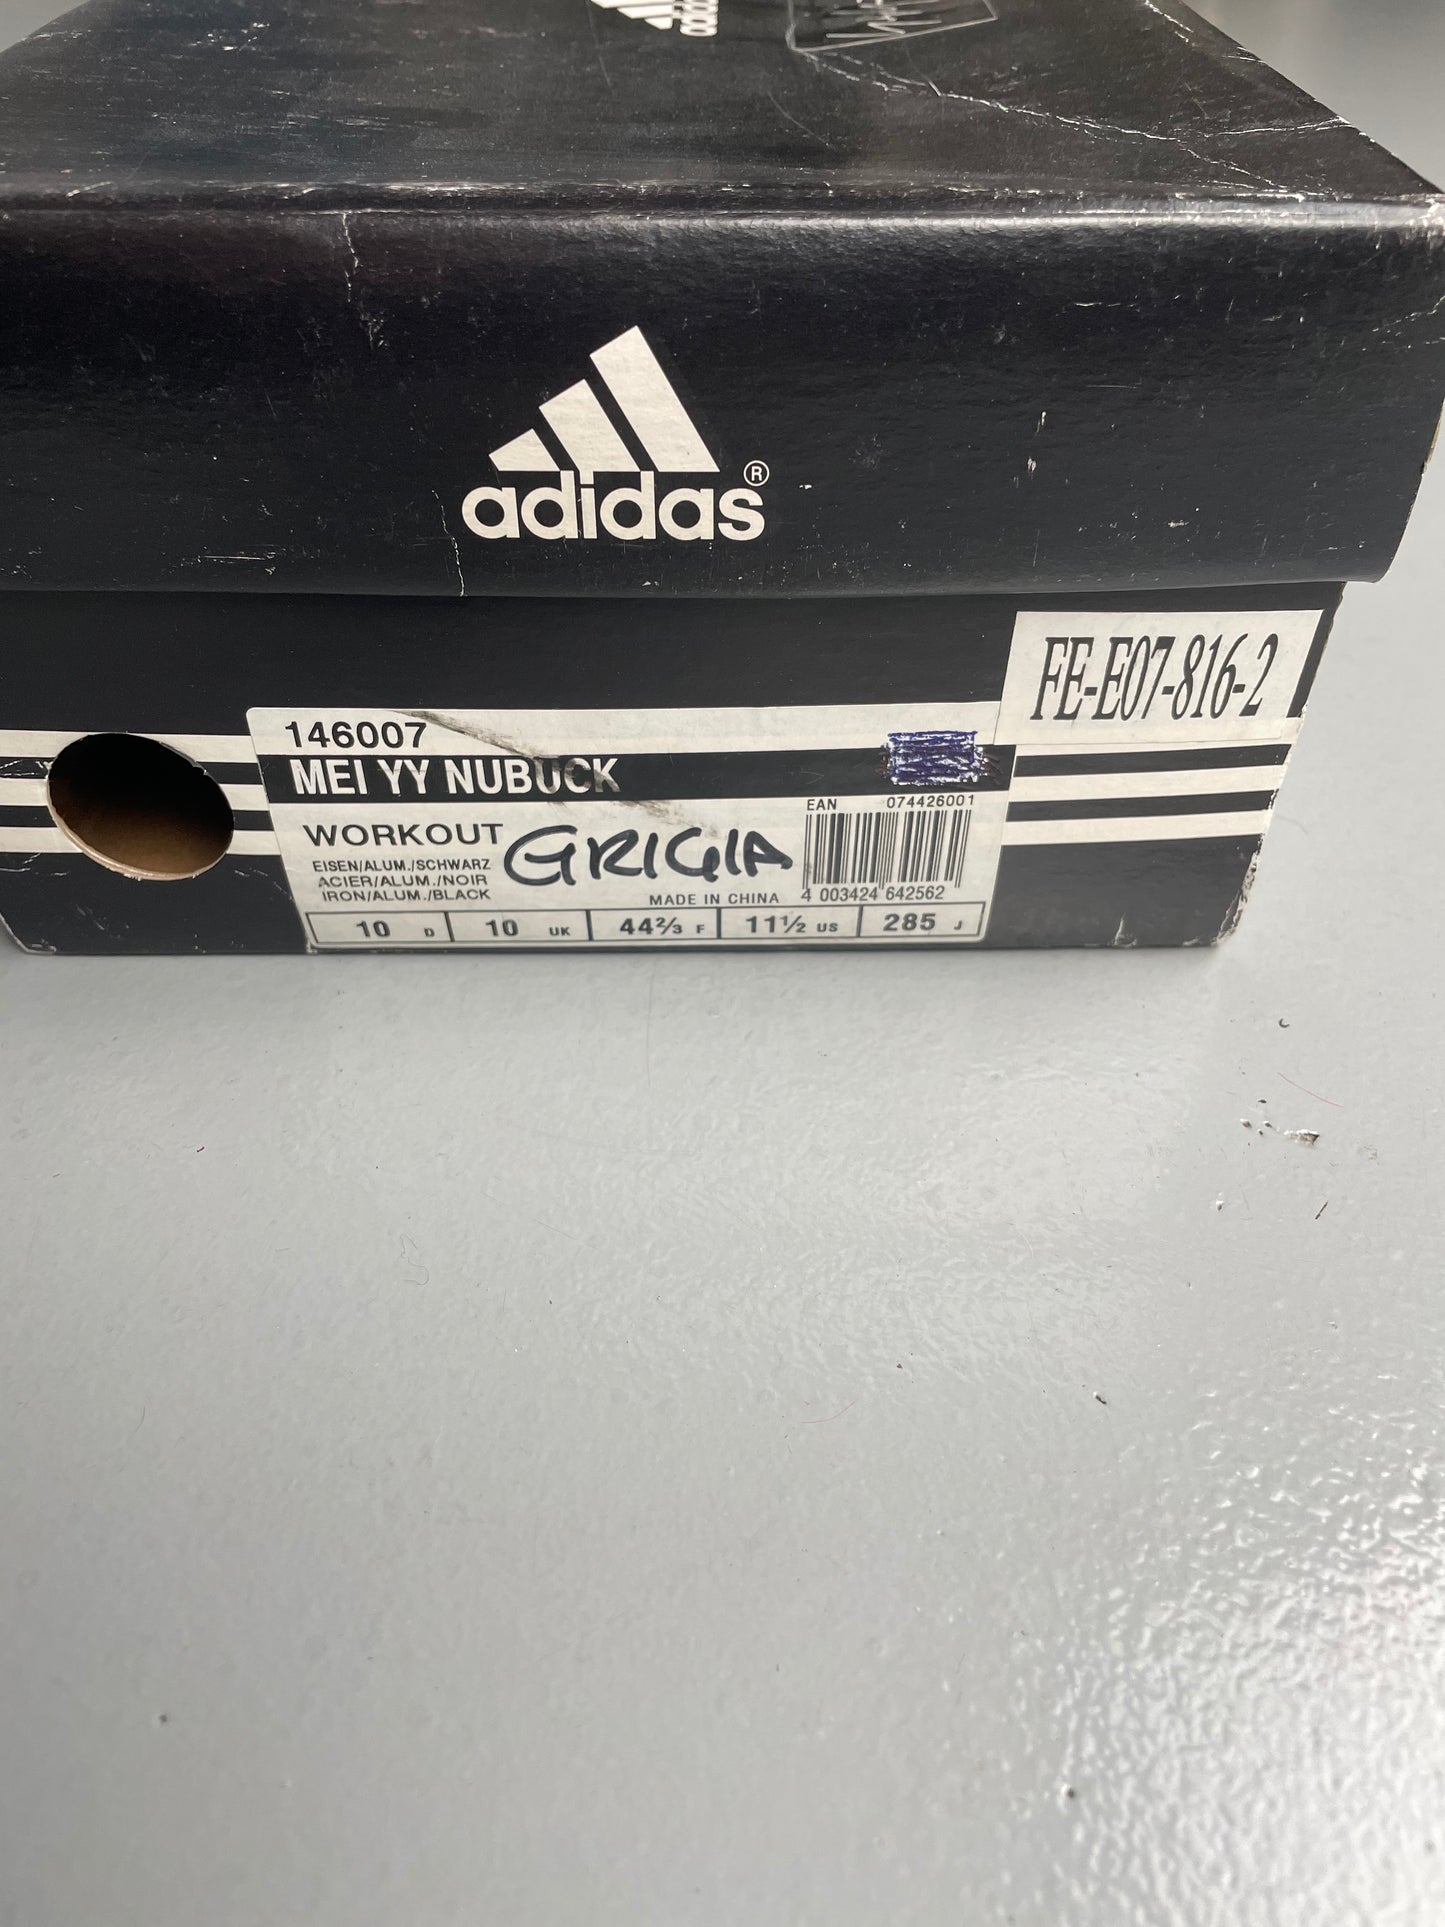 adidas
adidas®
FE-E07-816-2
146007
MEI YY NUBUCK
EAN 074426001
WORKOUT
GRIGIA
EISEN/ALUM./SCHWARZ
ACIER/ALUM./NOIR
IRON/ALUM./BLACK
MADE IN CHINA
4 003424 642562
10 D 10 UK 44⅔ F 11½ US 285 J